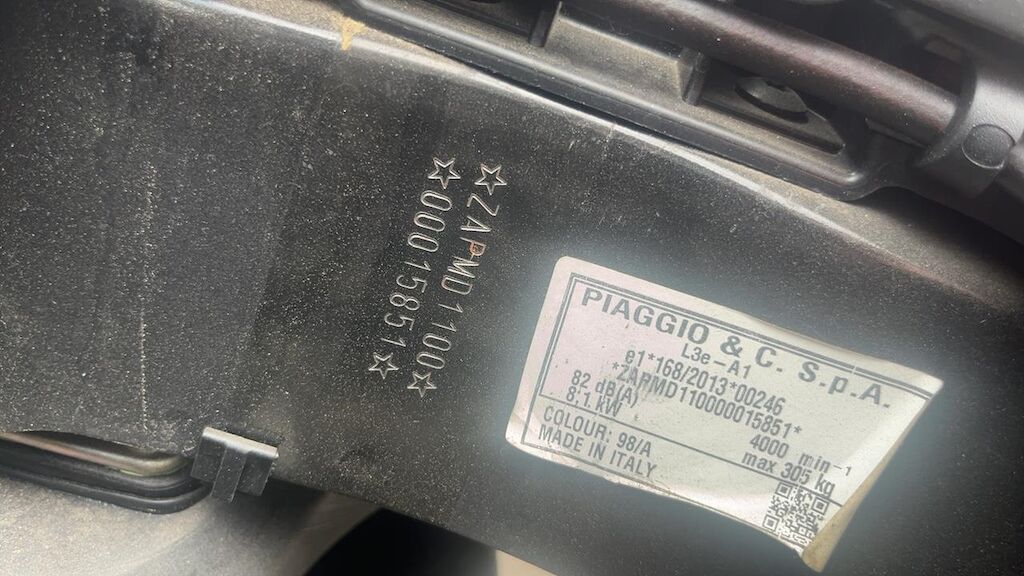 ☆ZAPMD1100☆
☆00015851☆
PIAGGIO & C. S.p.A.
L3e-A1
e1*168/2013*00246
*ZAPMD110000015851*
82 dB(A) 4000 min-1
8.1 kW max 305 kg
COLOUR: 98/A
MADE IN ITALY